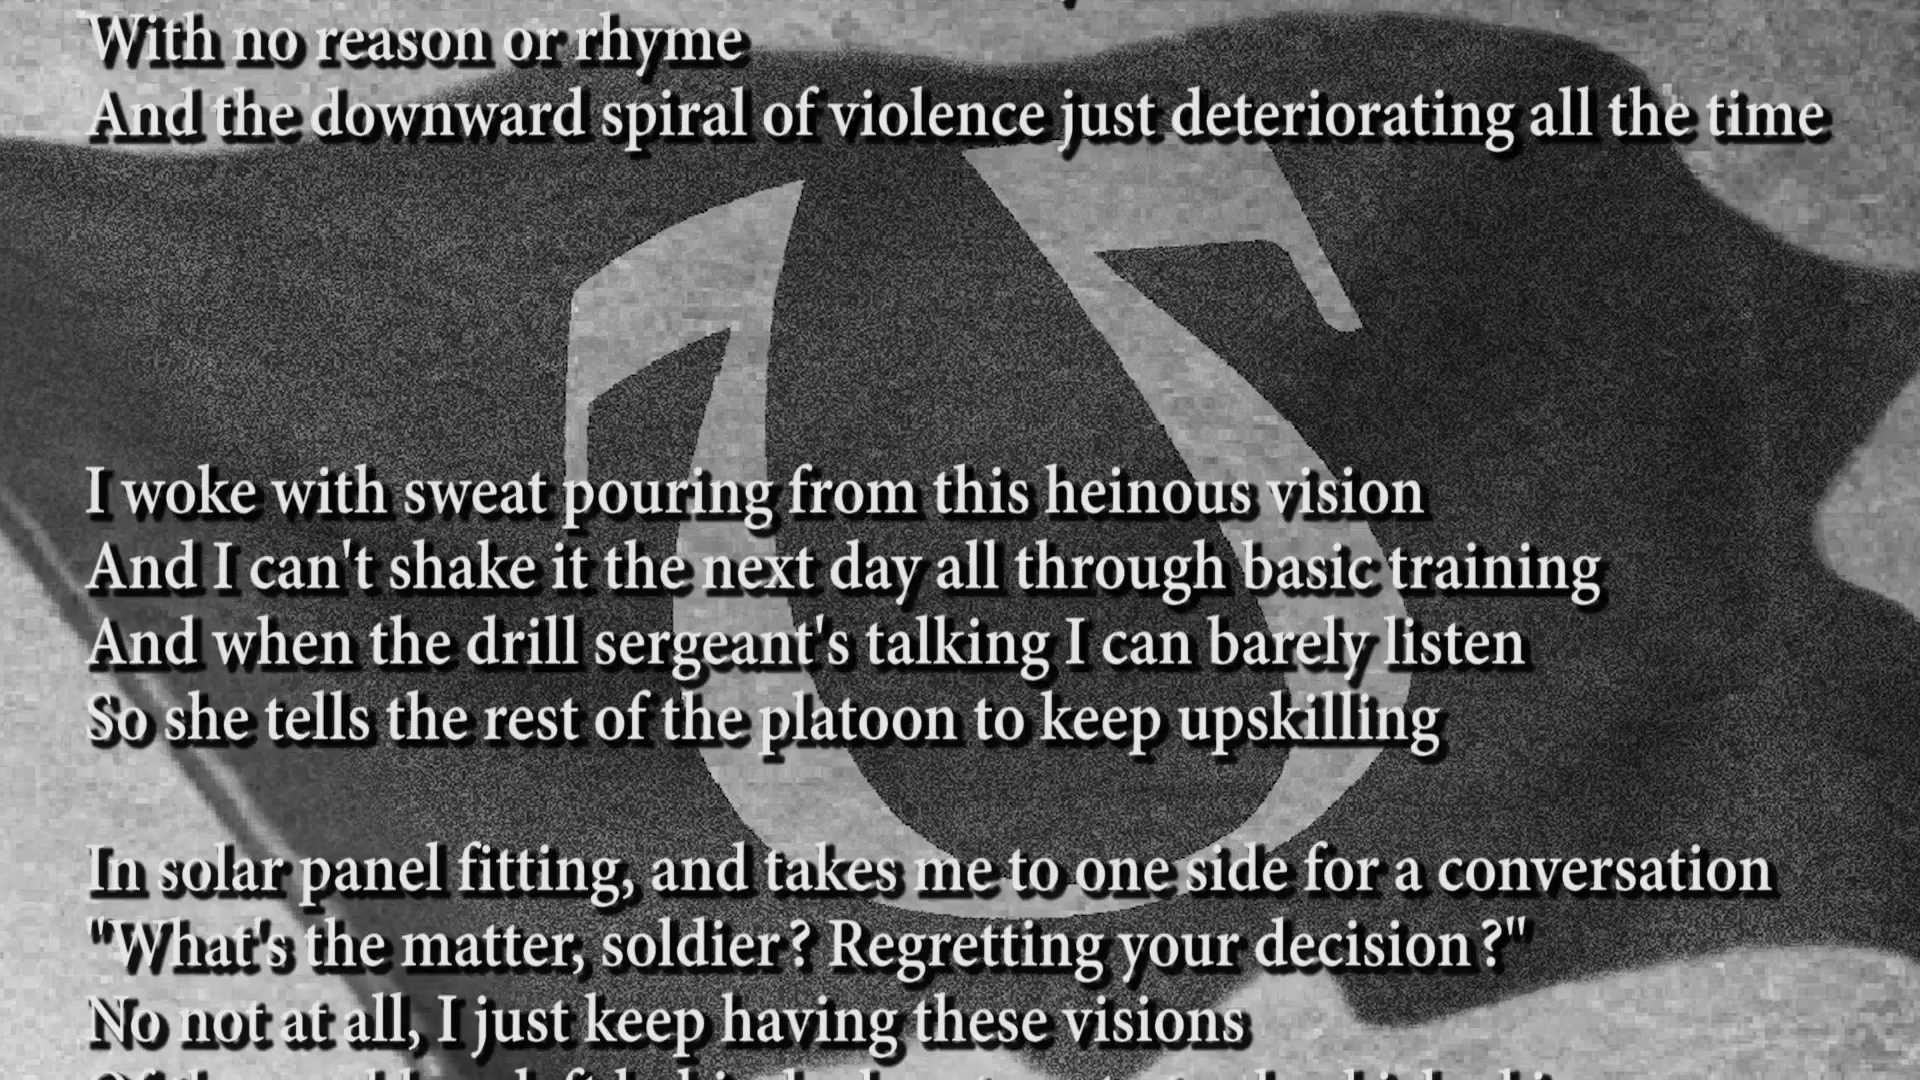 With no reason or rhyme
And the downward spiral of violence just deteriorating all the time
I woke with sweat pouring from this heinous vision
And I can't shake it the next day all through basic training
And when the drill sergeant's talking I can barely listen
So she tells the rest of the platoon to keep upskilling
In solar panel fitting, and takes me to one side for a conversation
"What's the matter, soldier? Regretting your decision?"
No not at all, I just keep having these visions